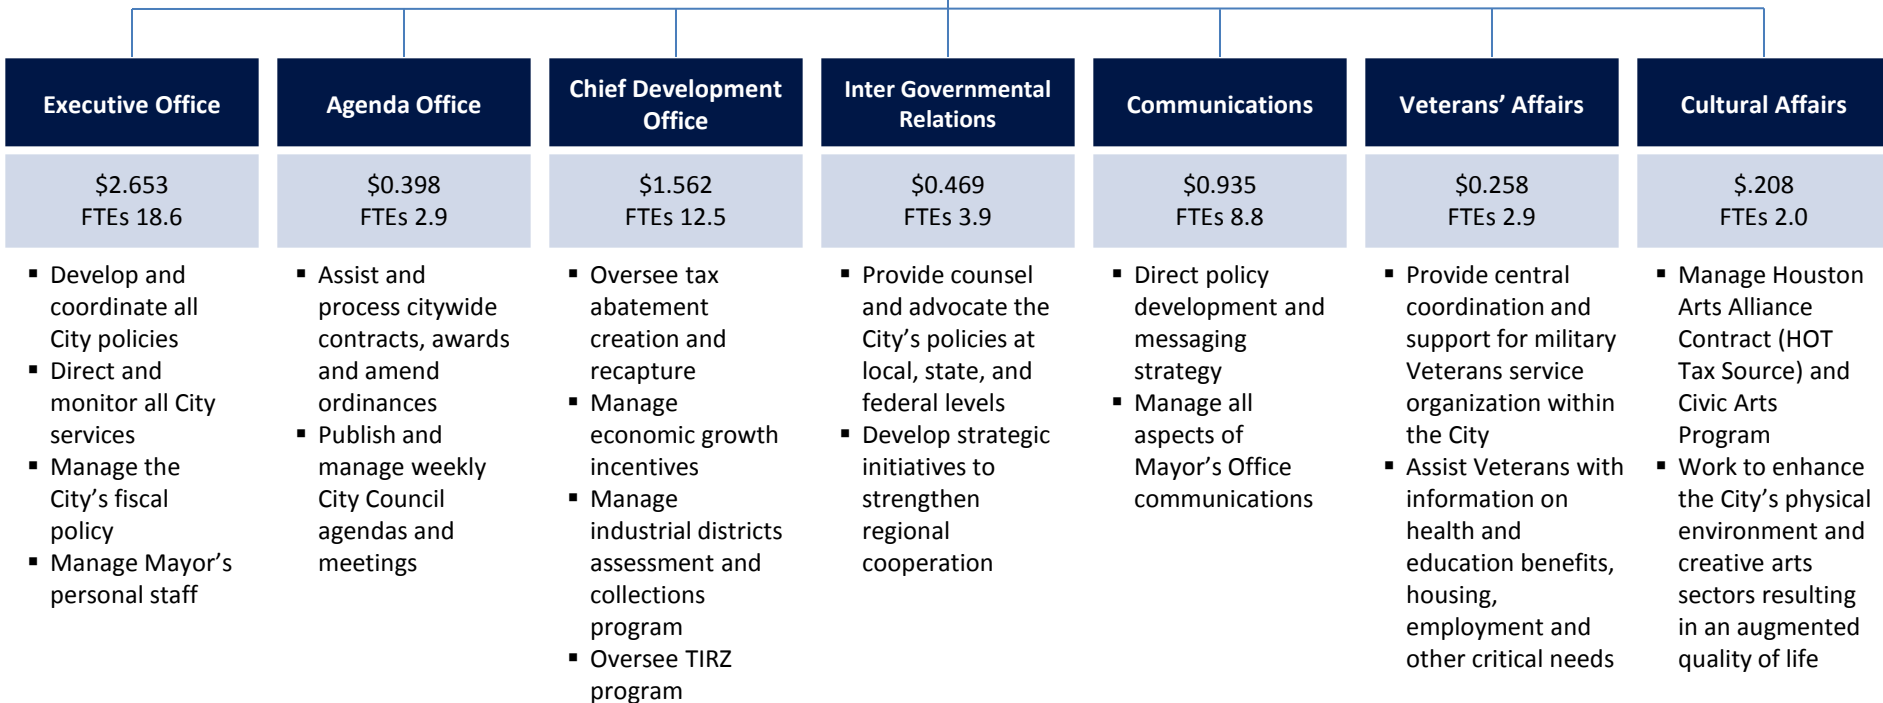 Executive Office
$2.653
FTEs 18.6
▪ Develop and
coordinate all
City policies
▪ Direct and
monitor all City
services
▪ Manage the
City’s fiscal
policy
▪ Manage Mayor’s
personal staff
Agenda Office
$0.398
FTEs 2.9
▪ Assist and
process citywide
contracts, awards
and amend
ordinances
▪ Publish and
manage weekly
City Council
agendas and
meetings
Chief Development
Office
$1.562
FTEs 12.5
▪ Oversee tax
abatement
creation and
recapture
▪ Manage
economic growth
incentives
▪ Manage
industrial districts
assessment and
collections
program
▪ Oversee TIRZ
program
Inter Governmental
Relations
$0.469
FTEs 3.9
▪ Provide counsel
and advocate the
City’s policies at
local, state, and
federal levels
▪ Develop strategic
initiatives to
strengthen
regional
cooperation
Communications
$0.935
FTEs 8.8
▪ Direct policy
development and
messaging
strategy
▪ Manage all
aspects of
Mayor’s Office
communications
Veterans’ Affairs
$0.258
FTEs 2.9
▪ Provide central
coordination and
support for military
Veterans service
organization within
the City
▪ Assist Veterans with
information on
health and
education benefits,
housing,
employment and
other critical needs
Cultural Affairs
$.208
FTEs 2.0
▪ Manage Houston
Arts Alliance
Contract (HOT
Tax Source) and
Civic Arts
Program
▪ Work to enhance
the City’s physical
environment and
creative arts
sectors resulting
in an augmented
quality of life